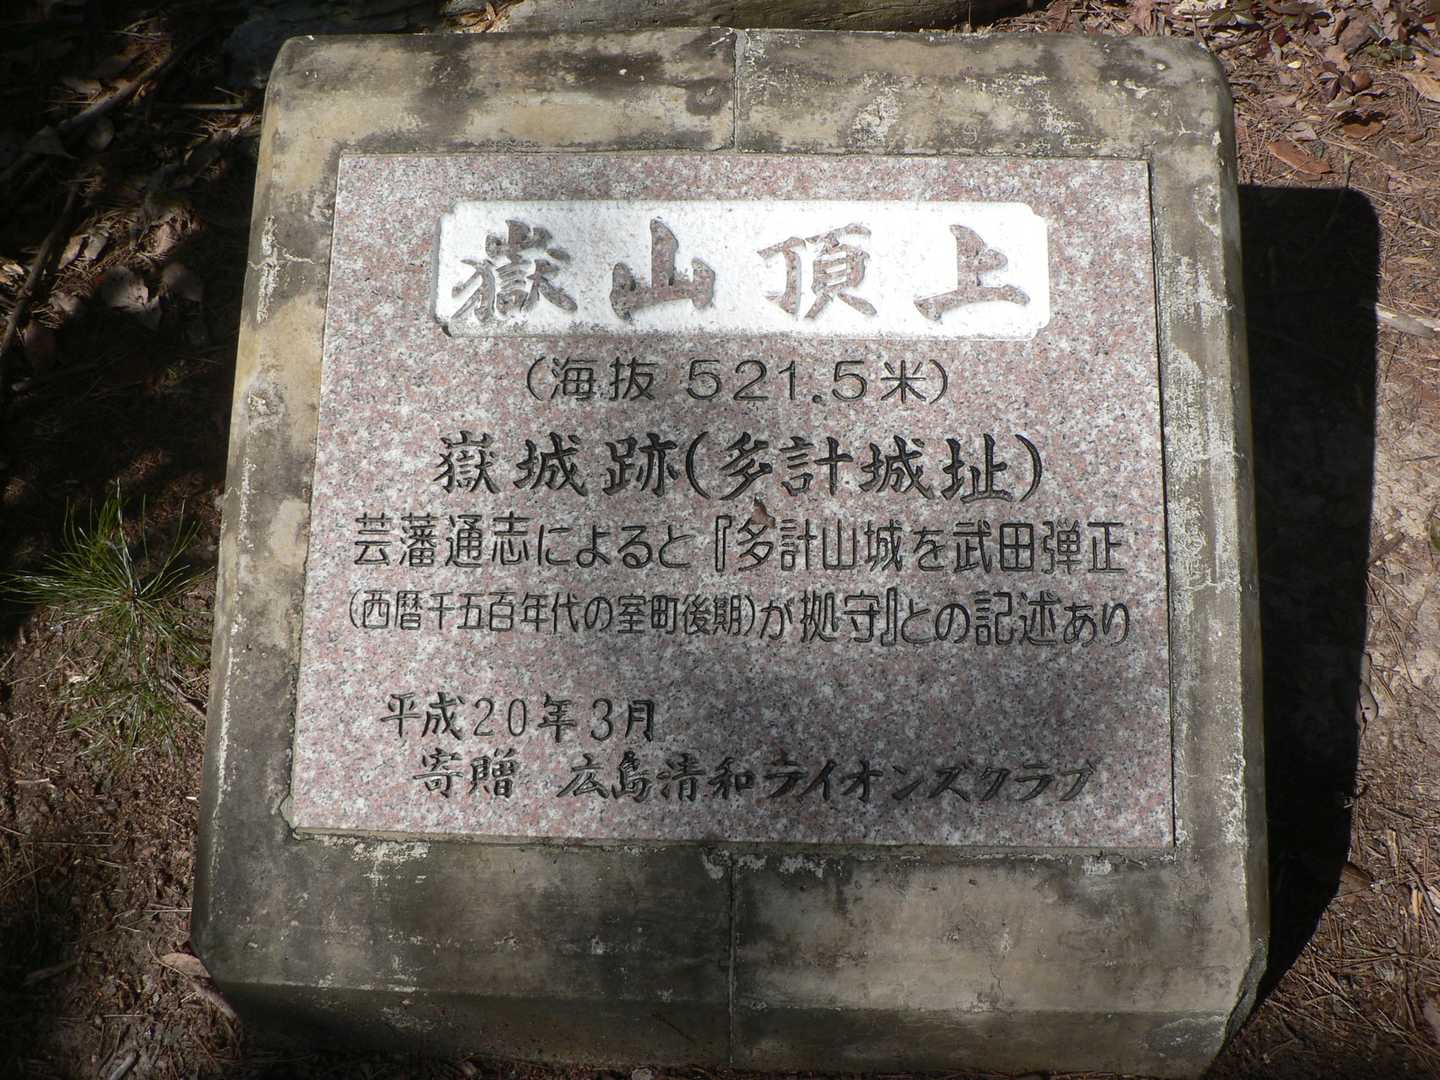 嶽山頂上
（海抜 521.5米）
嶽城跡（多計城址）
芸藩通志によると『多計山城を武田弾正
（西暦千五百年代の室町後期）が拠守』との記述あり
平成20年3月
寄贈 広島清和ライオンズクラブ